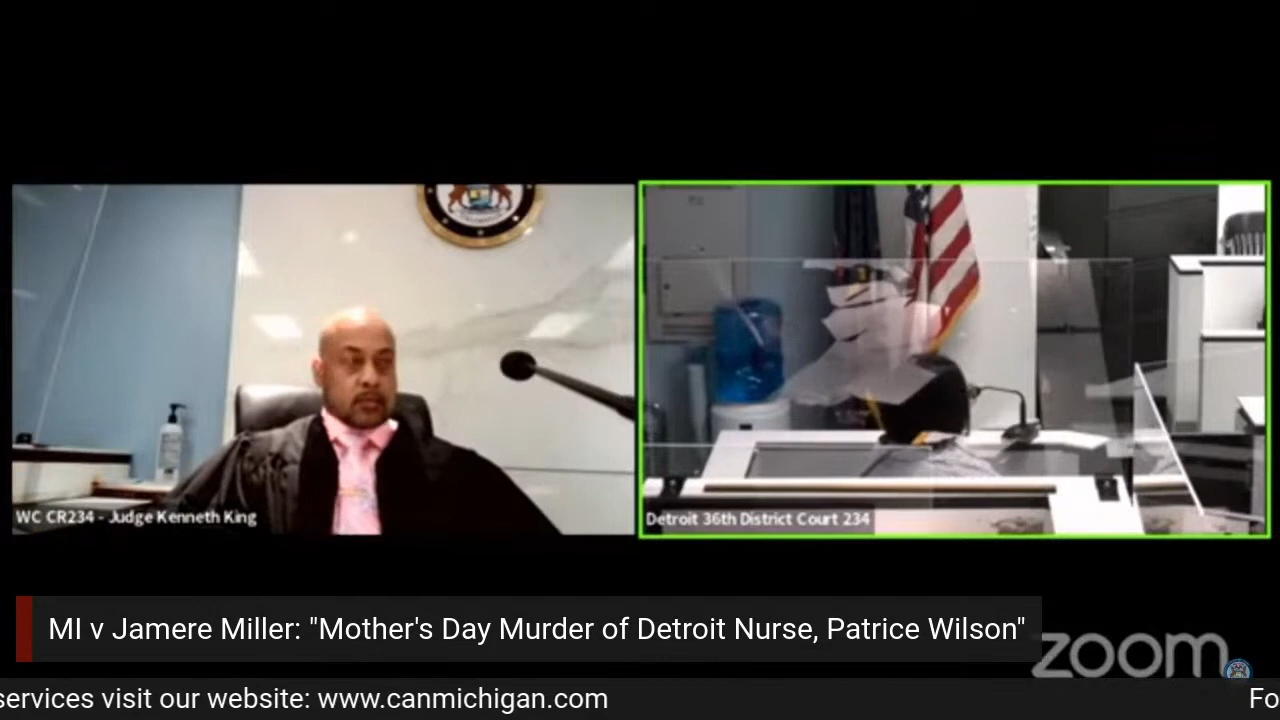 WC CR234 - Judge Kenneth King
Detroit 36th District Court 234
MI v Jamere Miller: "Mother's Day Murder of Detroit Nurse, Patrice Wilson"
zoom
services visit our website: www.canmichigan.com
Fo